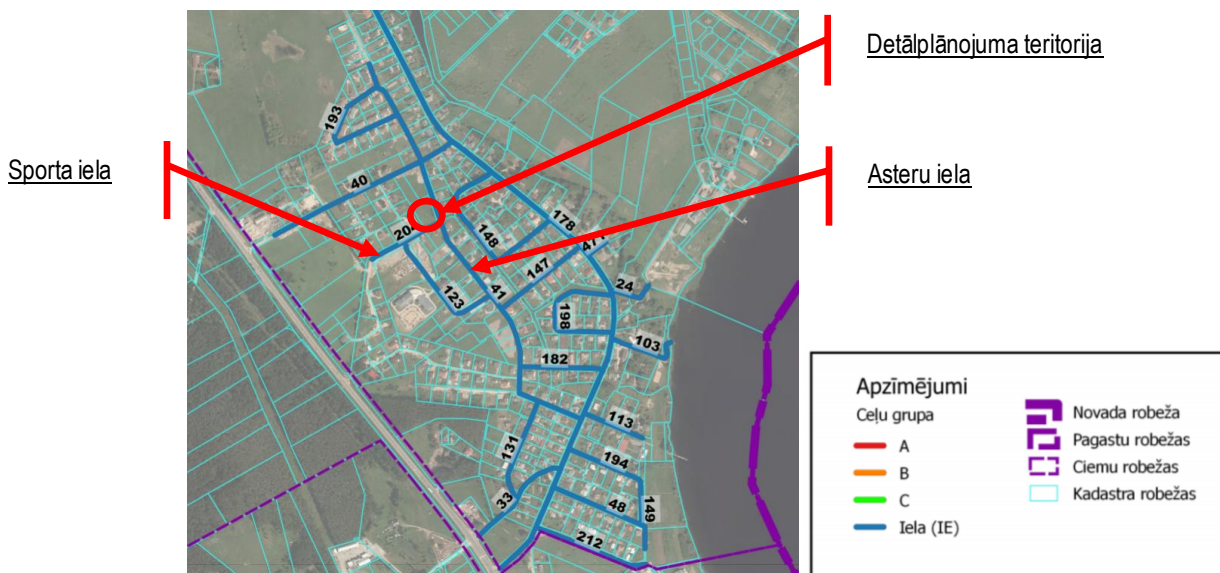 Detālplānojuma teritorija
Sporta iela
Asteru iela
193
40
204
178
148
471
147
24
123
41
198
103
182
113
131
194
33
48
149
212
Apzīmējumi
Ceļu grupa
A
B
C
Iela (IE)
Novada robeža
Pagastu robežas
Ciemu robežas
Kadastra robežas